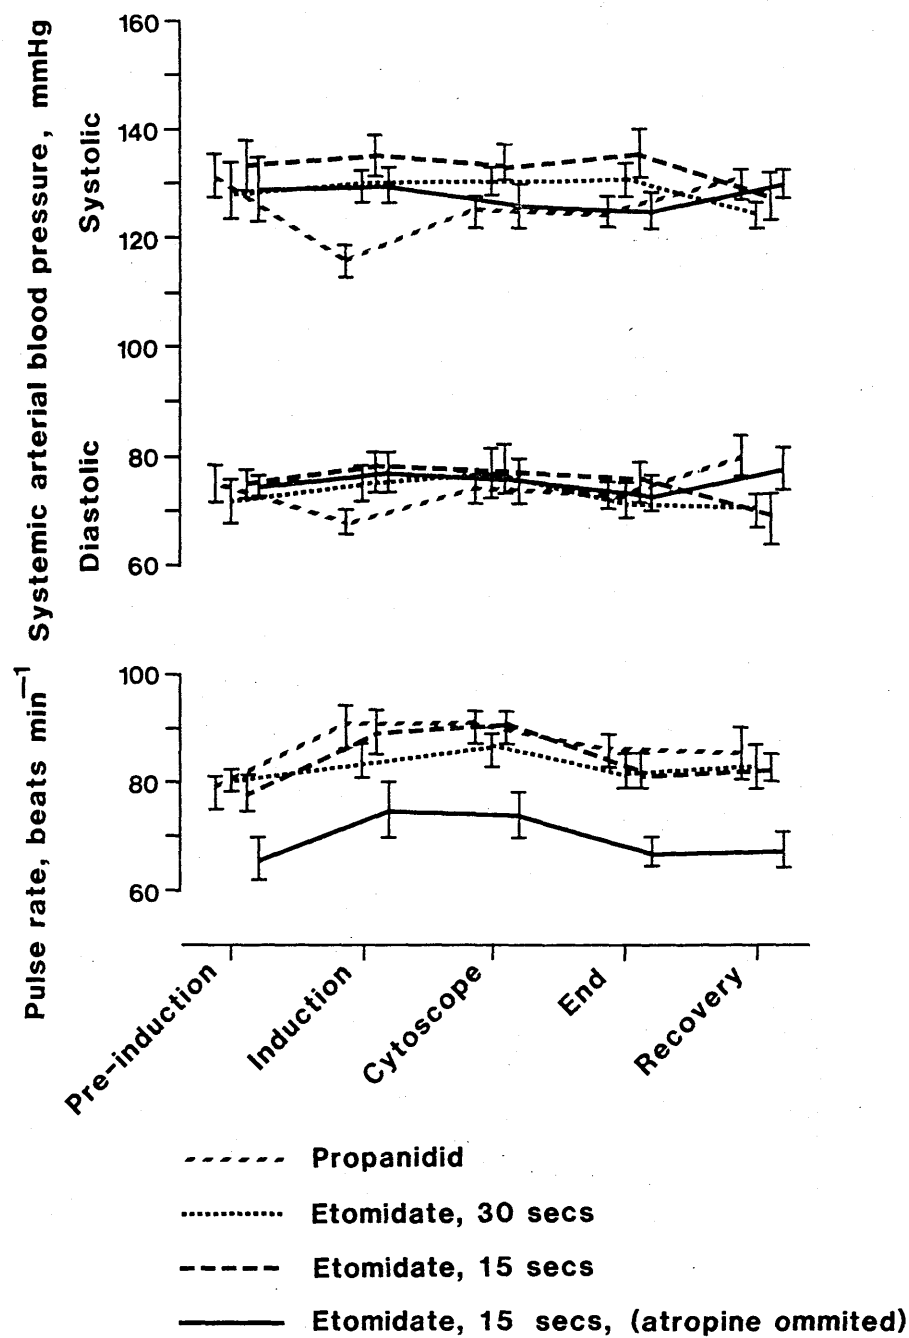 Systemic arterial blood pressure, mmHg
Systolic
160
140
120
100
Diastolic
80
60
Pulse rate, beats min⁻¹
100
80
60
Pre-induction
Induction
Cytoscope
End
Recovery
Propanidid
Etomidate, 30 secs
Etomidate, 15 secs
Etomidate, 15 secs, (atropine ommited)